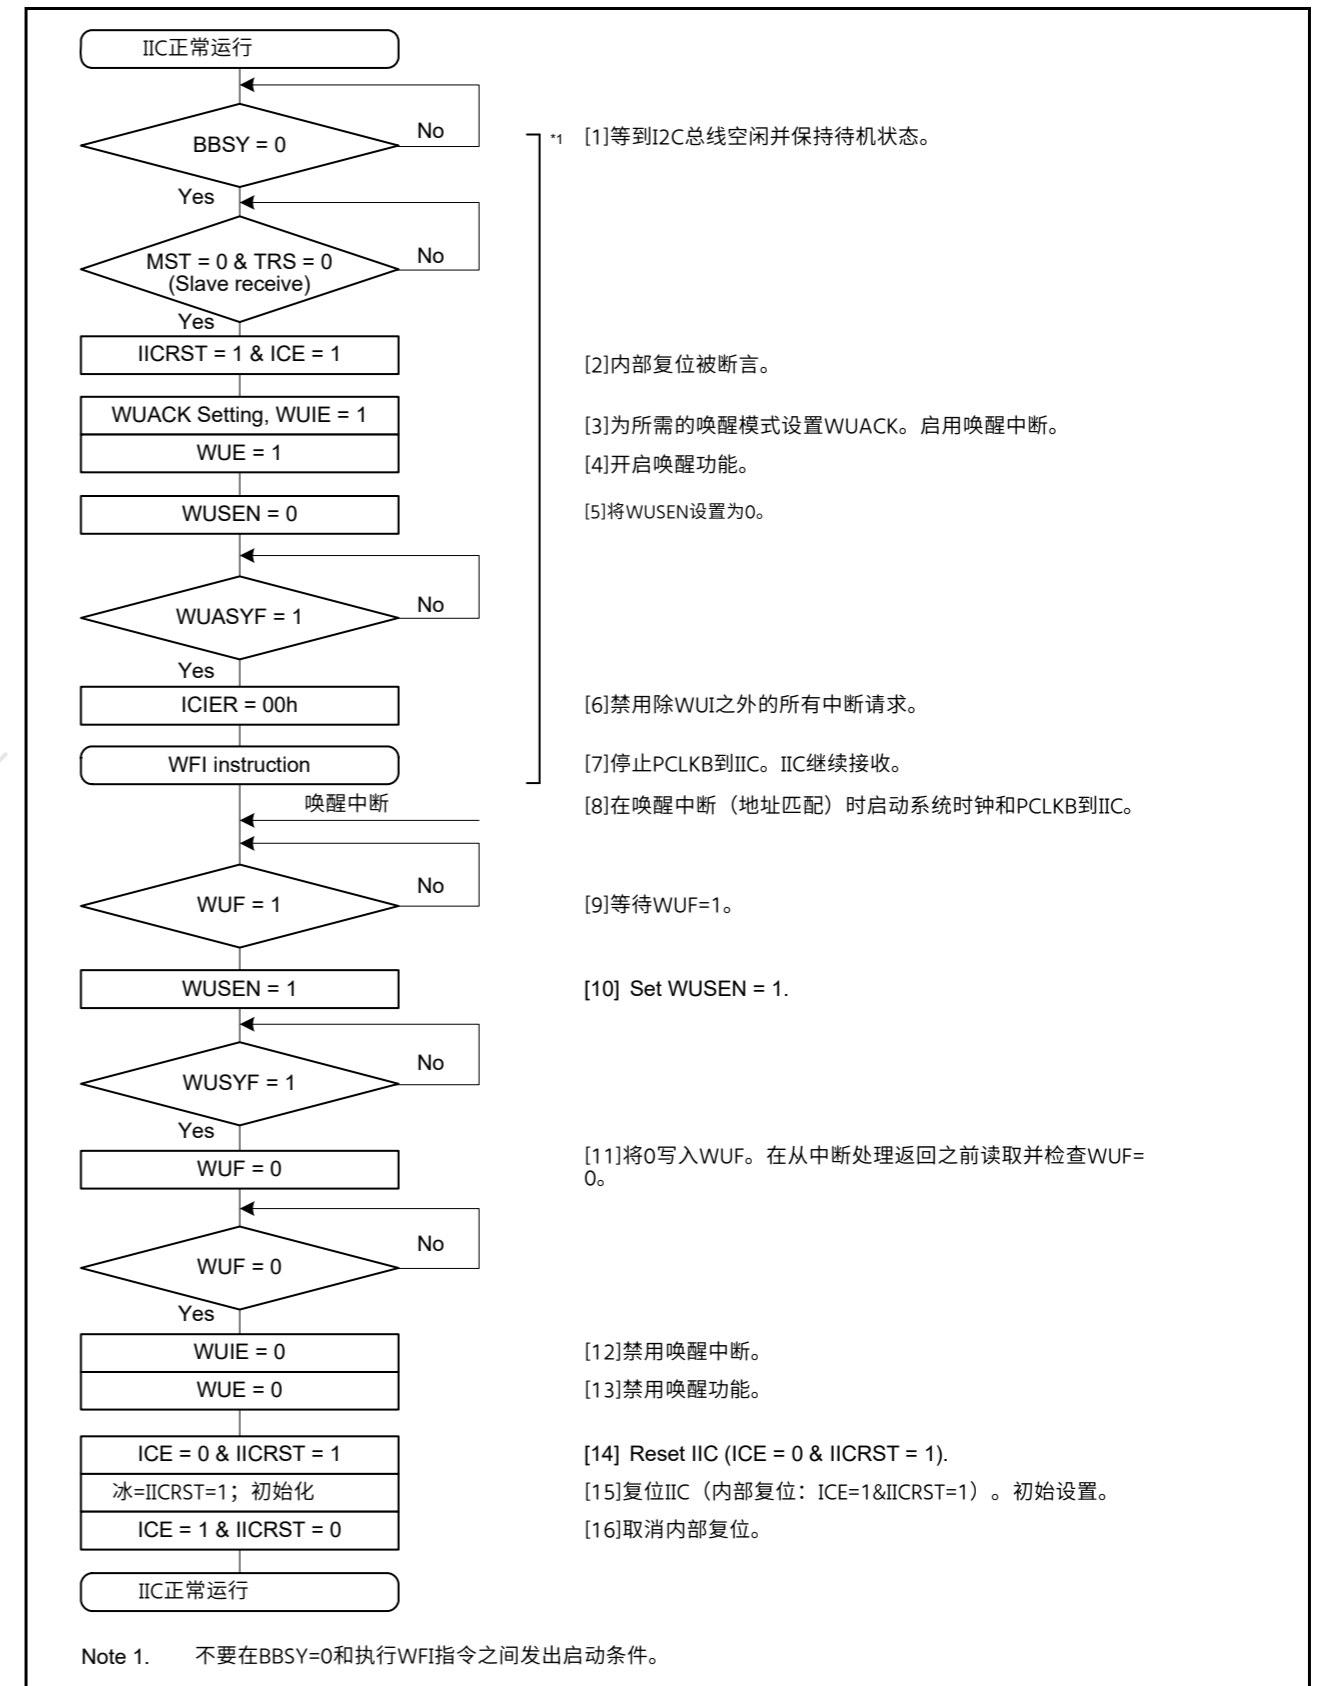 IIC正常运行
BBSY = 0
No
*1
[1]等到I2C总线空闲并保持待机状态。
Yes
MST = 0 & TRS = 0
(Slave receive)
No
Yes
IICRST = 1 & ICE = 1
[2]内部复位被断言。
WUACK Setting, WUIE = 1
[3]为所需的唤醒模式设置WUACK。启用唤醒中断。
WUE = 1
[4]开启唤醒功能。
WUSEN = 0
[5]将WUSEN设置为0。
WUASYF = 1
No
Yes
ICIER = 00h
[6]禁用除WUI之外的所有中断请求。
WFI instruction
[7]停止PCLKB到IIC。IIC继续接收。
唤醒中断
[8]在唤醒中断（地址匹配）时启动系统时钟和PCLKB到IIC。
WUF = 1
No
[9]等待WUF=1。
WUSEN = 1
[10] Set WUSEN = 1.
WUSYF = 1
No
Yes
WUF = 0
[11]将0写入WUF。在从中断处理返回之前读取并检查WUF=
0。
WUF = 0
No
Yes
WUIE = 0
[12]禁用唤醒中断。
WUE = 0
[13]禁用唤醒功能。
ICE = 0 & IICRST = 1
[14] Reset IIC (ICE = 0 & IICRST = 1).
冰=IICRST=1；初始化
[15]复位IIC（内部复位：ICE=1&IICRST=1）。初始设置。
ICE = 1 & IICRST = 0
[16]取消内部复位。
IIC正常运行
Note 1. 不要在BBSY=0和执行WFI指令之间发出启动条件。